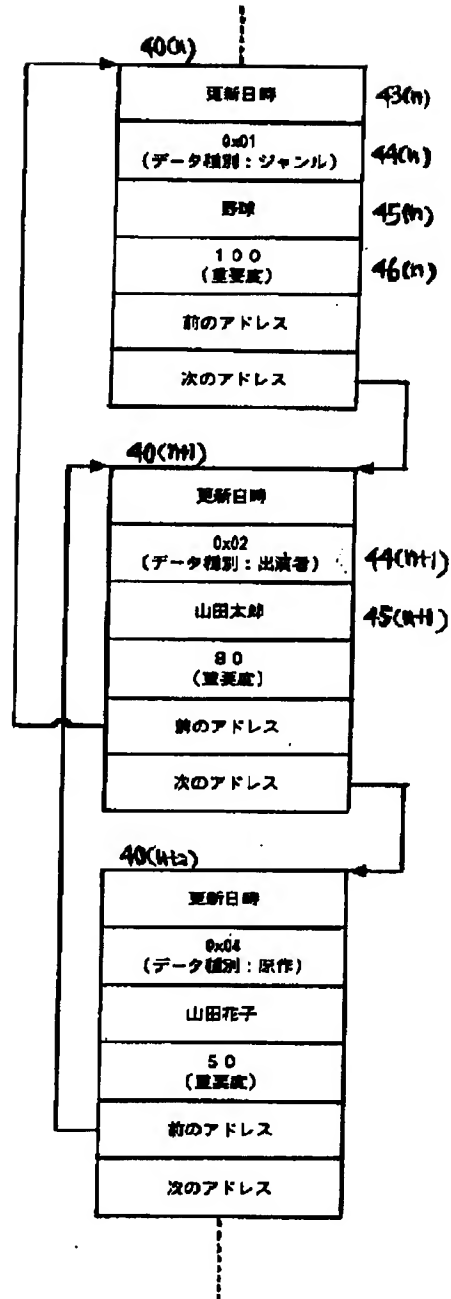 40(n)
更新日時
43(n)
0x01
(データ種別:ジャンル)
44(n)
野球
45(n)
100
(重要度)
46(n)
前のアドレス
次のアドレス
40(n+1)
更新日時
0x02
(データ種別:出演者)
44(n+1)
山田太郎
45(n+1)
80
(重要度)
前のアドレス
次のアドレス
40(n+2)
更新日時
0x04
(データ種別:原作)
山田花子
50
(重要度)
前のアドレス
次のアドレス